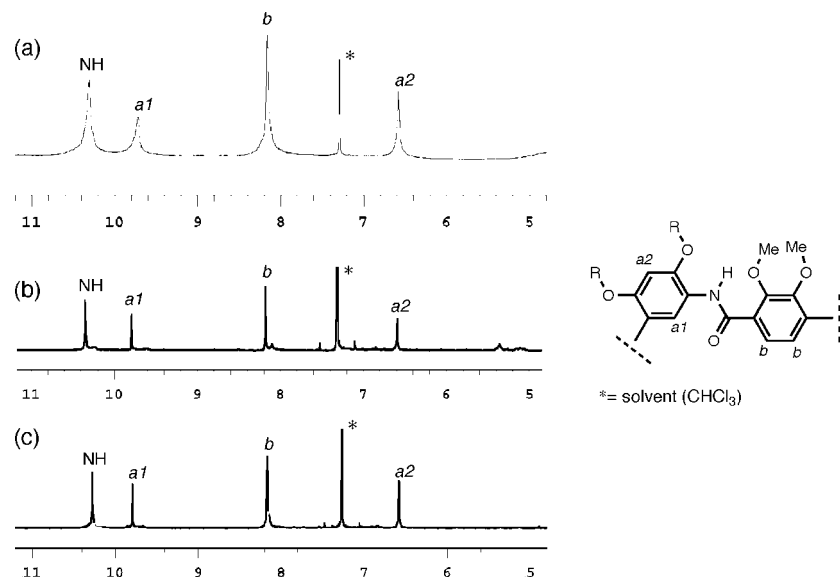 (a)
NH
a1
b
*
a2
11 10 9 8 7 6 5
(b)
NH
a1
b
*
a2
11 10 9 8 7 6 5
(c)
NH
a1
b
*
a2
11 10 9 8 7 6
R
O
a2
R
O
H
N
a1
O
Me
O
Me
O
b
b
*= solvent (CHCl₃)